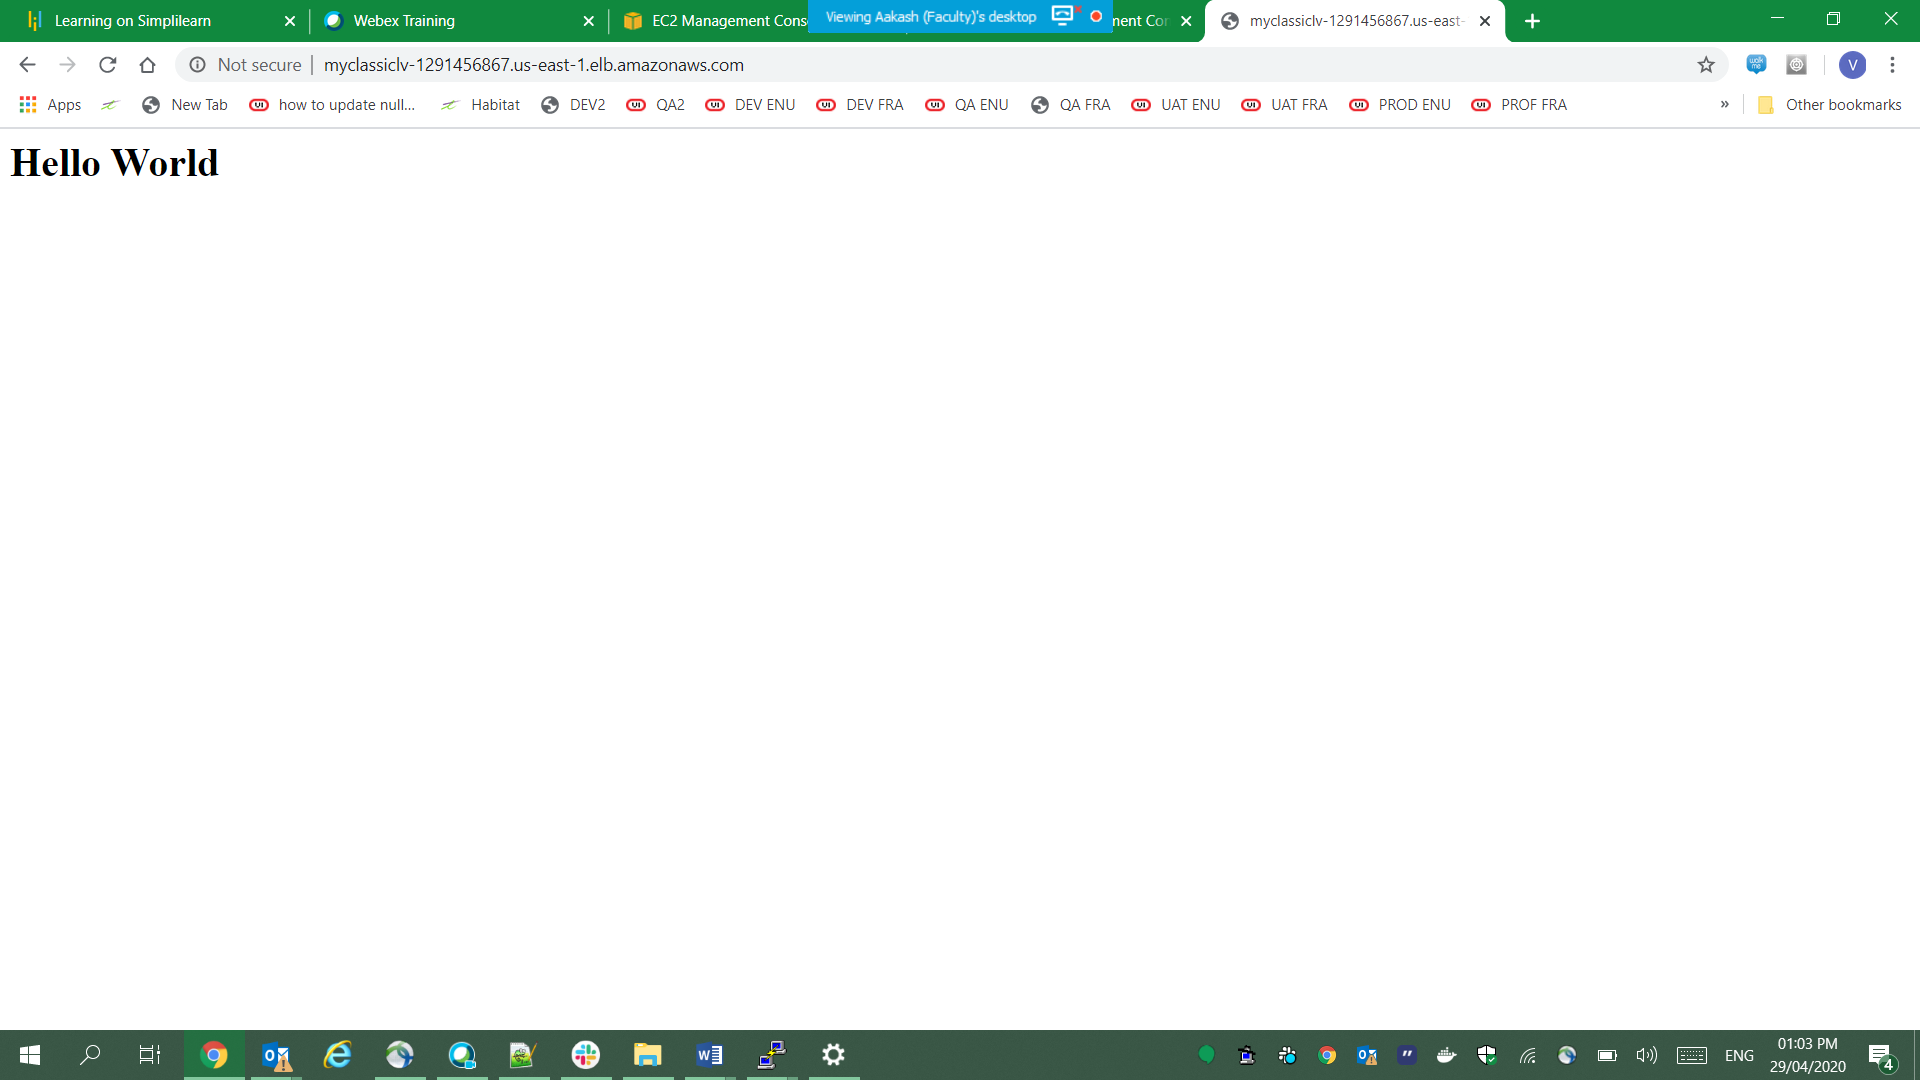 Learning on Simplilearn
Webex Training
EC2 Management Cons
Viewing Aakash (Faculty)'s desktop
ment Con
myclassiclv-1291456867.us-east-
Not secure
myclassiclv-1291456867.us-east-1.elb.amazonaws.com
V
Apps
New Tab
how to update null...
Habitat
DEV2
QA2
DEV ENU
DEV FRA
QA ENU
QA FRA
UAT ENU
UAT FRA
PROD ENU
PROF FRA
»
Other bookmarks
Hello World
ENG
01:03 PM
29/04/2020
4